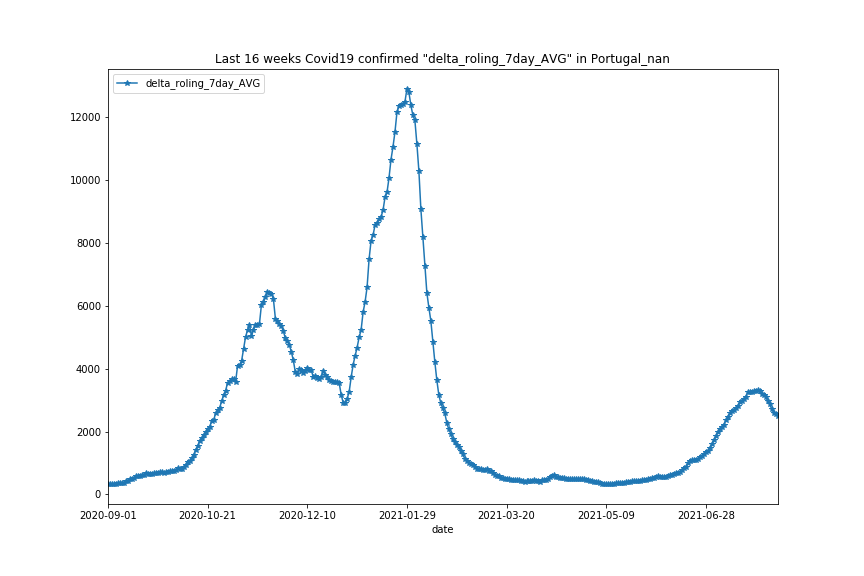 Last 16 weeks Covid19 confirmed "delta_roling_7day_AVG" in Portugal_nan
delta_roling_7day_AVG
12000
10000
8000
6000
4000
2000
0
2020-09-01 2020-10-21 2020-12-10 2021-01-29 2021-03-20 2021-05-09 2021-06-28
date